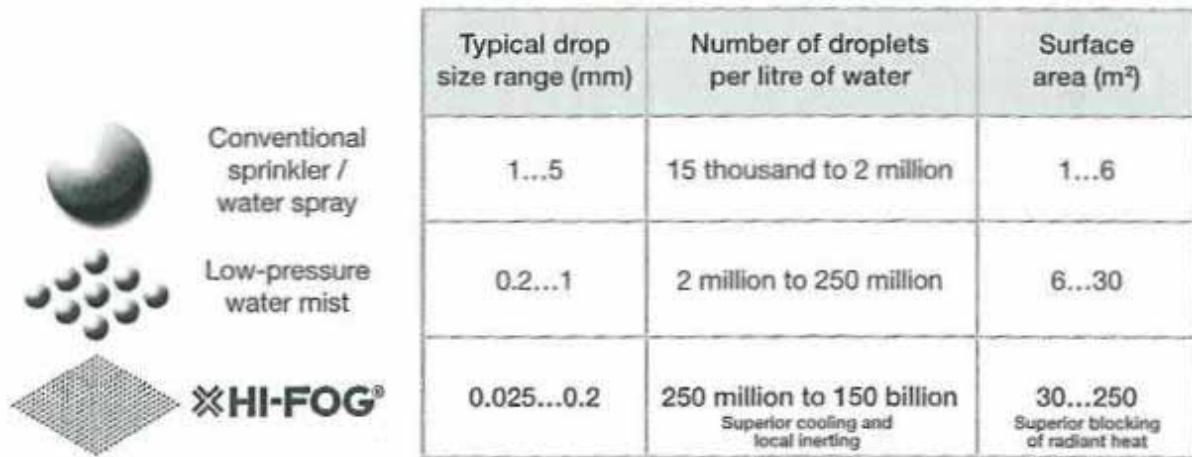 Typical drop
size range (mm)
Number of droplets
per litre of water
Surface
area (m²)
Conventional
sprinkler /
water spray
1...5
15 thousand to 2 million
1...6
Low-pressure
water mist
0.2...1
2 million to 250 million
6...30
HI-FOG®
0.025...0.2
250 million to 150 billion
Superior cooling and
local inerting
30...250
Superior blocking
of radiant heat